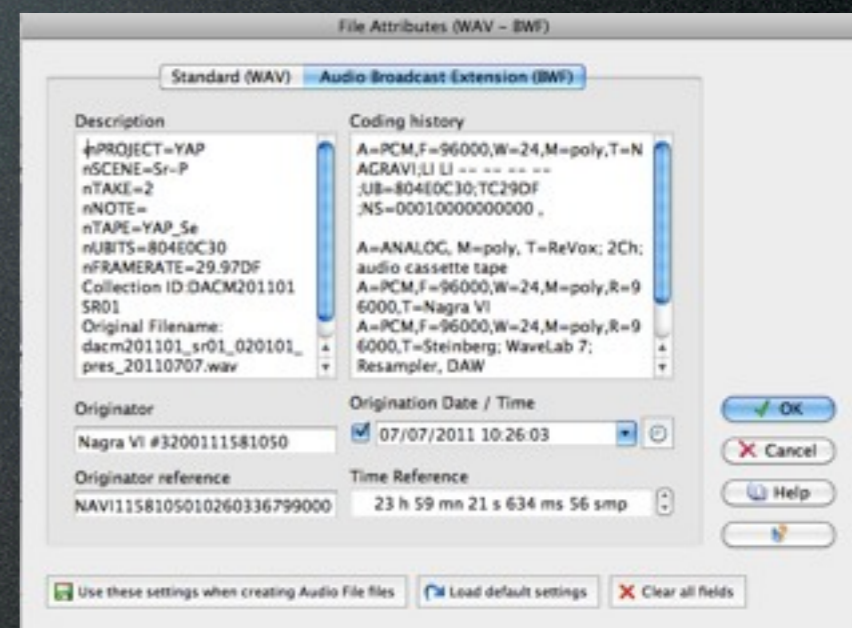 File Attributes (WAV - BWF)
Standard (WAV)
Audio Broadcast Extension (BWF)
Description
nPROJECT=YAP
nSCENE=Sr-P
nTAKE=2
nNOTE=
nTAPE=YAP_Se
nUBITS=804E0C30
nFRAMERATE=29.97DF
Collection ID:DACM201101
SR01
Original Filename:
dacm201101_sr01_020101_
pres_20110707.wav
Coding history
A=PCM,F=96000,W=24,M=poly,T=N
AGRAVI;LI LI -- -- -- --
;UB=804E0C30;TC29DF
;NS=00010000000000 ,
A=ANALOG, M=poly, T=ReVox; 2Ch;
audio cassette tape
A=PCM,F=96000,W=24,M=poly,R=9
6000,T=Nagra VI
A=PCM,F=96000,W=24,M=poly,R=9
6000,T=Steinberg; WaveLab 7;
Resampler, DAW
Originator
Nagra VI #3200111581050
Origination Date / Time
07/07/2011 10:26:03
Originator reference
NAVI1158105010260336799000
Time Reference
23 h 59 mn 21 s 634 ms 56 smp
OK
Cancel
Help
Use these settings when creating Audio File files
Load default settings
Clear all fields